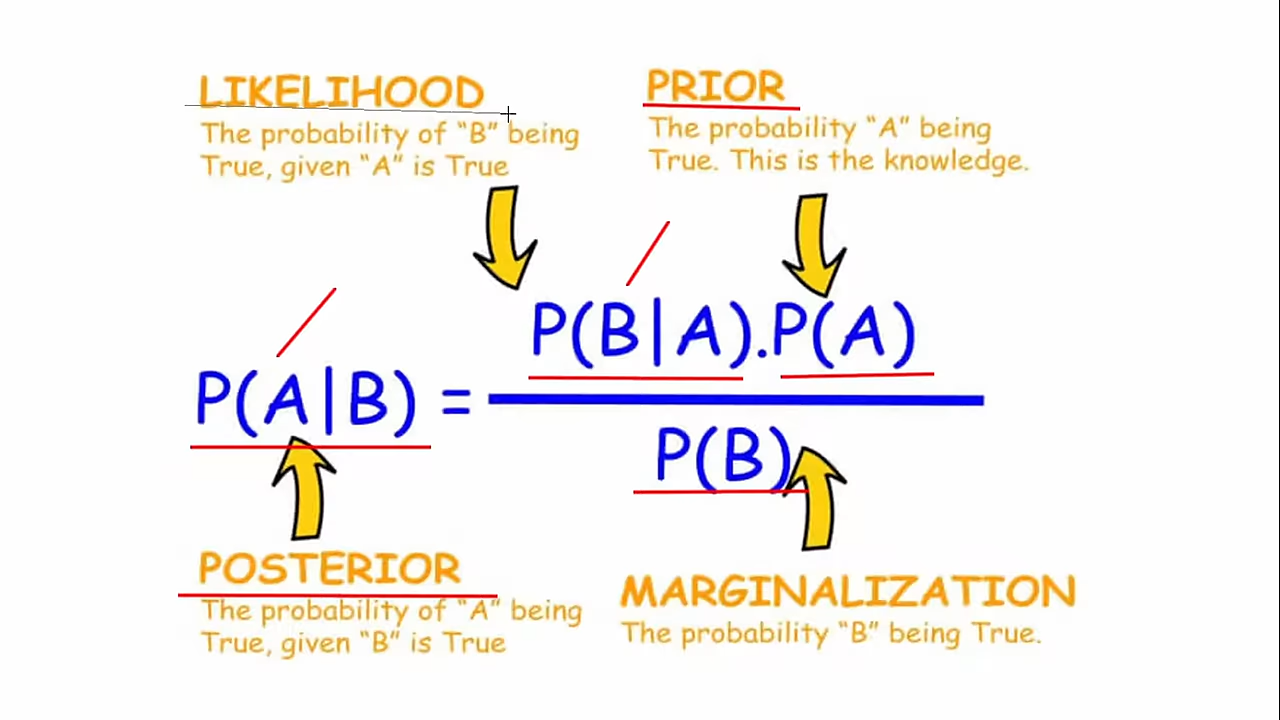 LIKELIHOOD
The probability of “B” being
True, given “A” is True
PRIOR
The probability “A” being
True. This is the knowledge.
P(A|B) = P(B|A).P(A)
P(B)
POSTERIOR
The probability of “A” being
True, given “B” is True
MARGINALIZATION
The probability “B” being True.